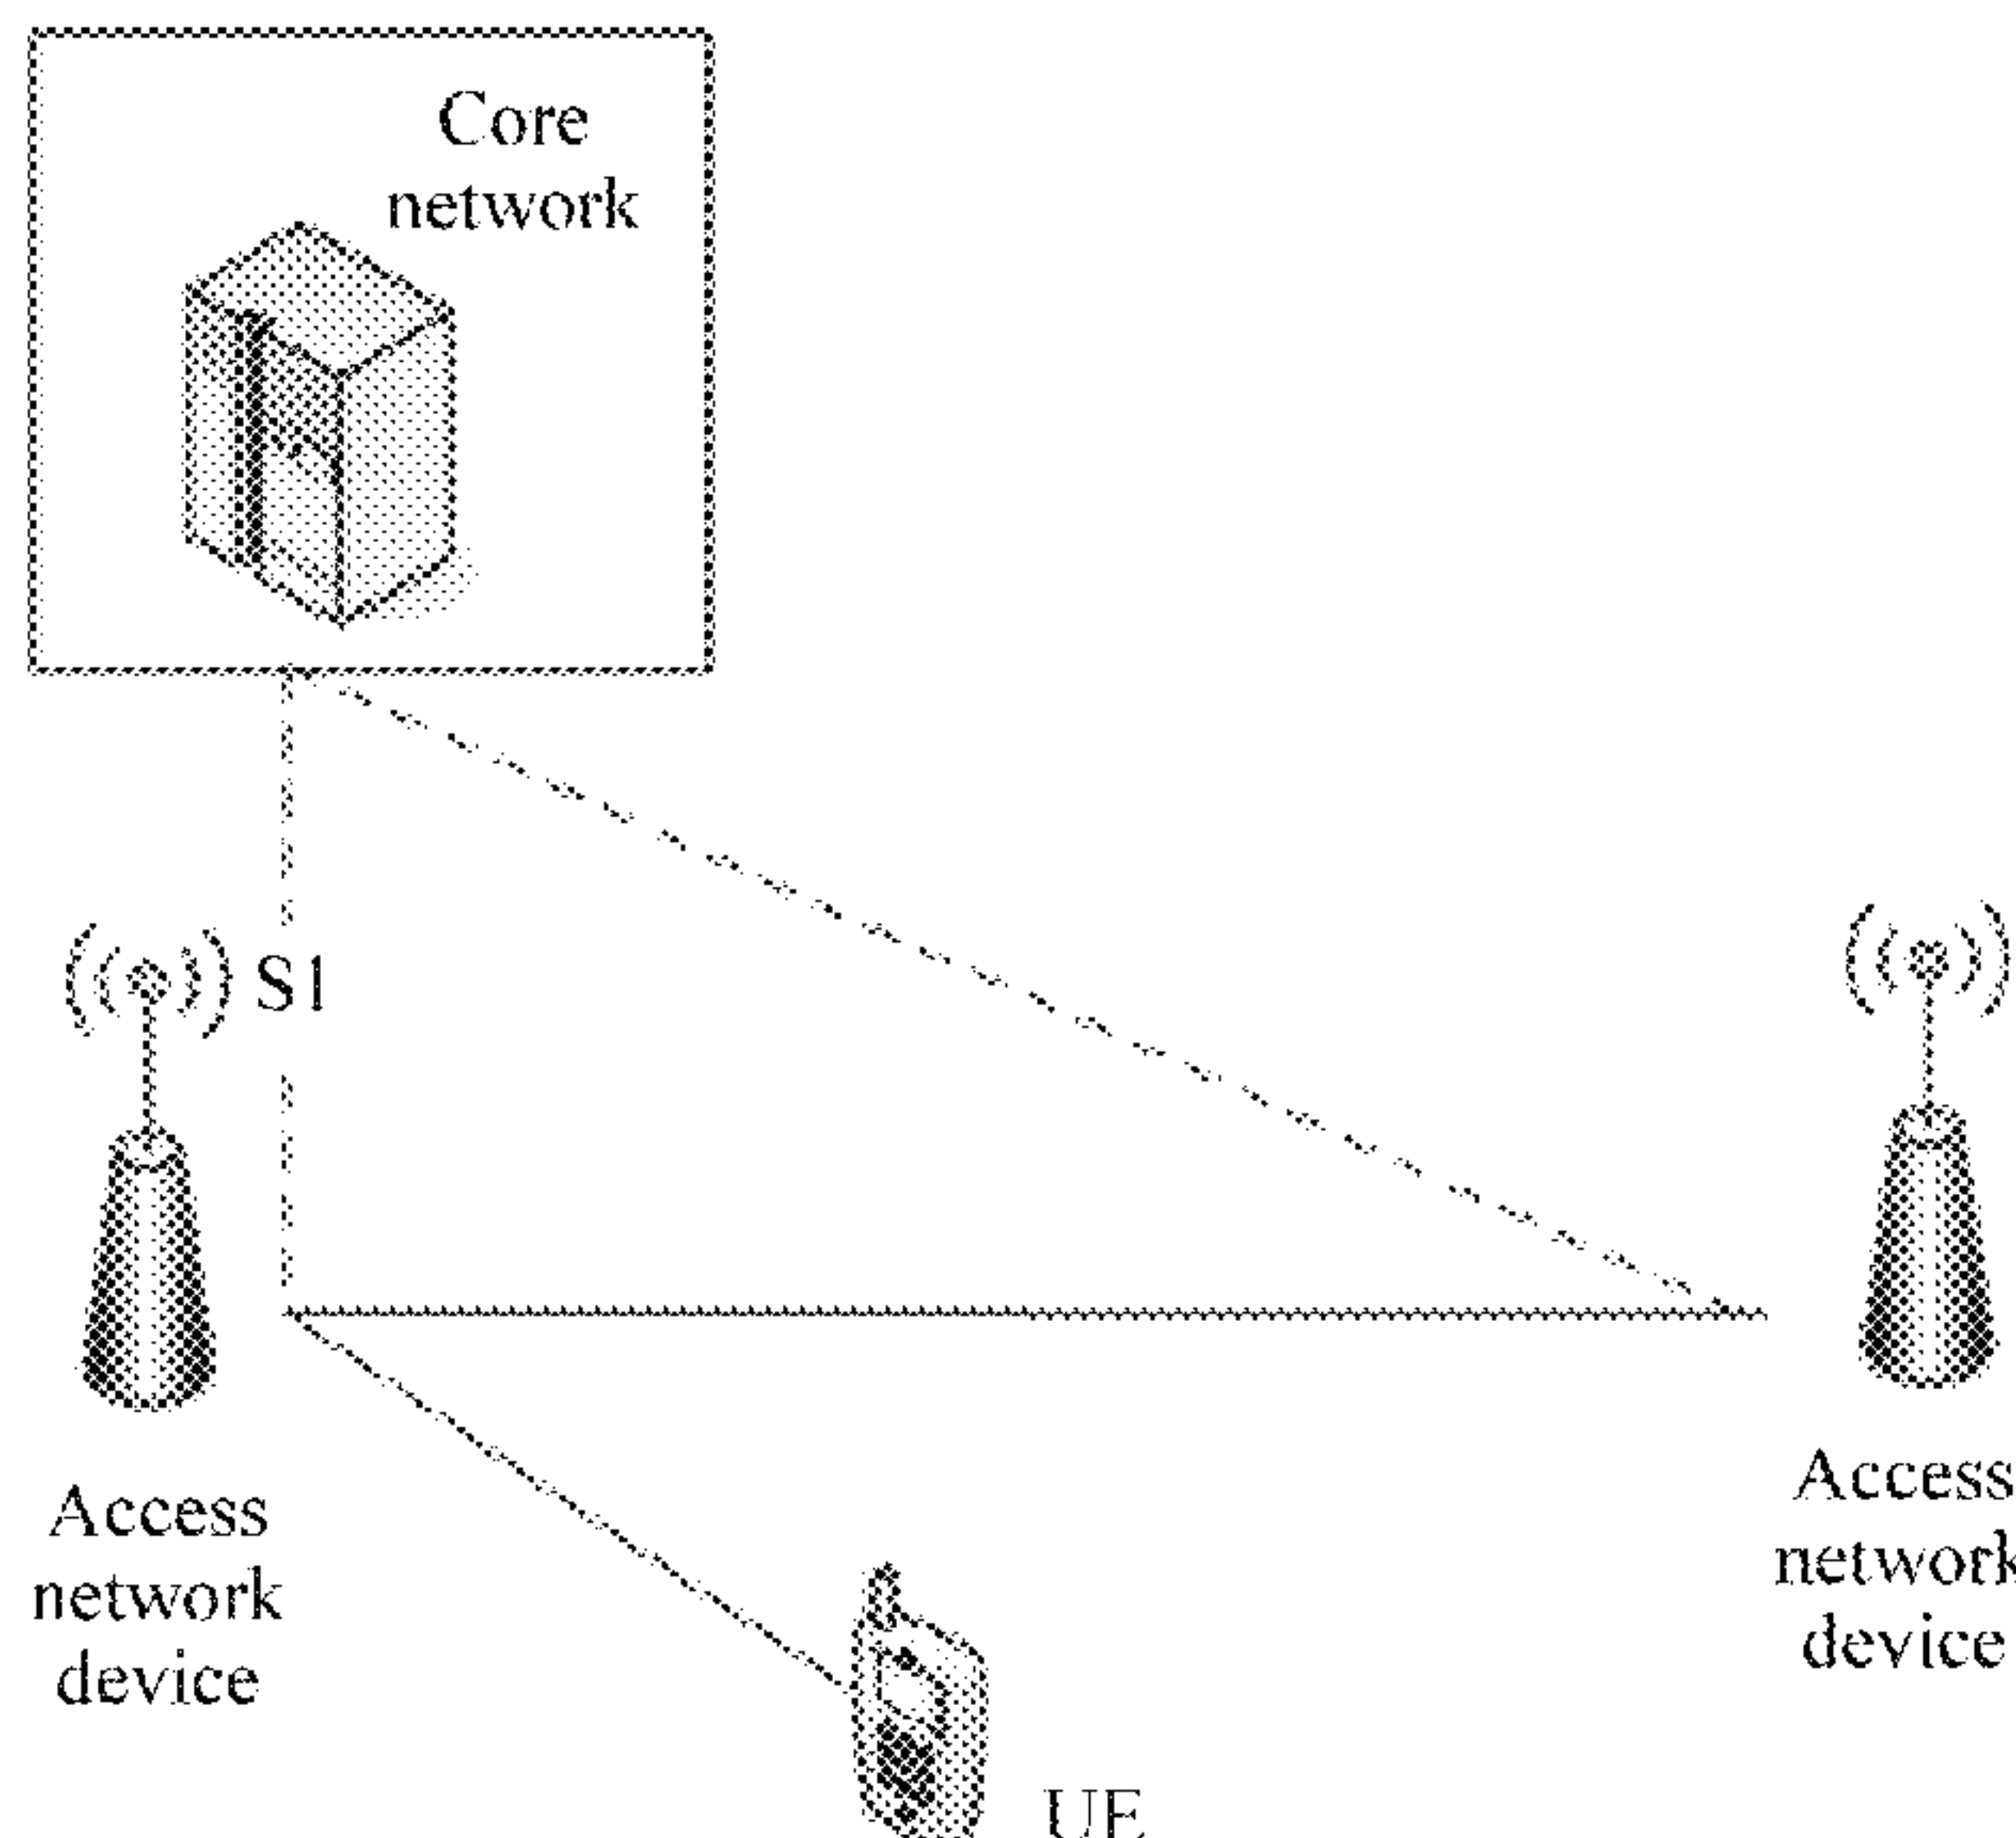 Core
network
S1
Access
network
device
Access
network
device
UE